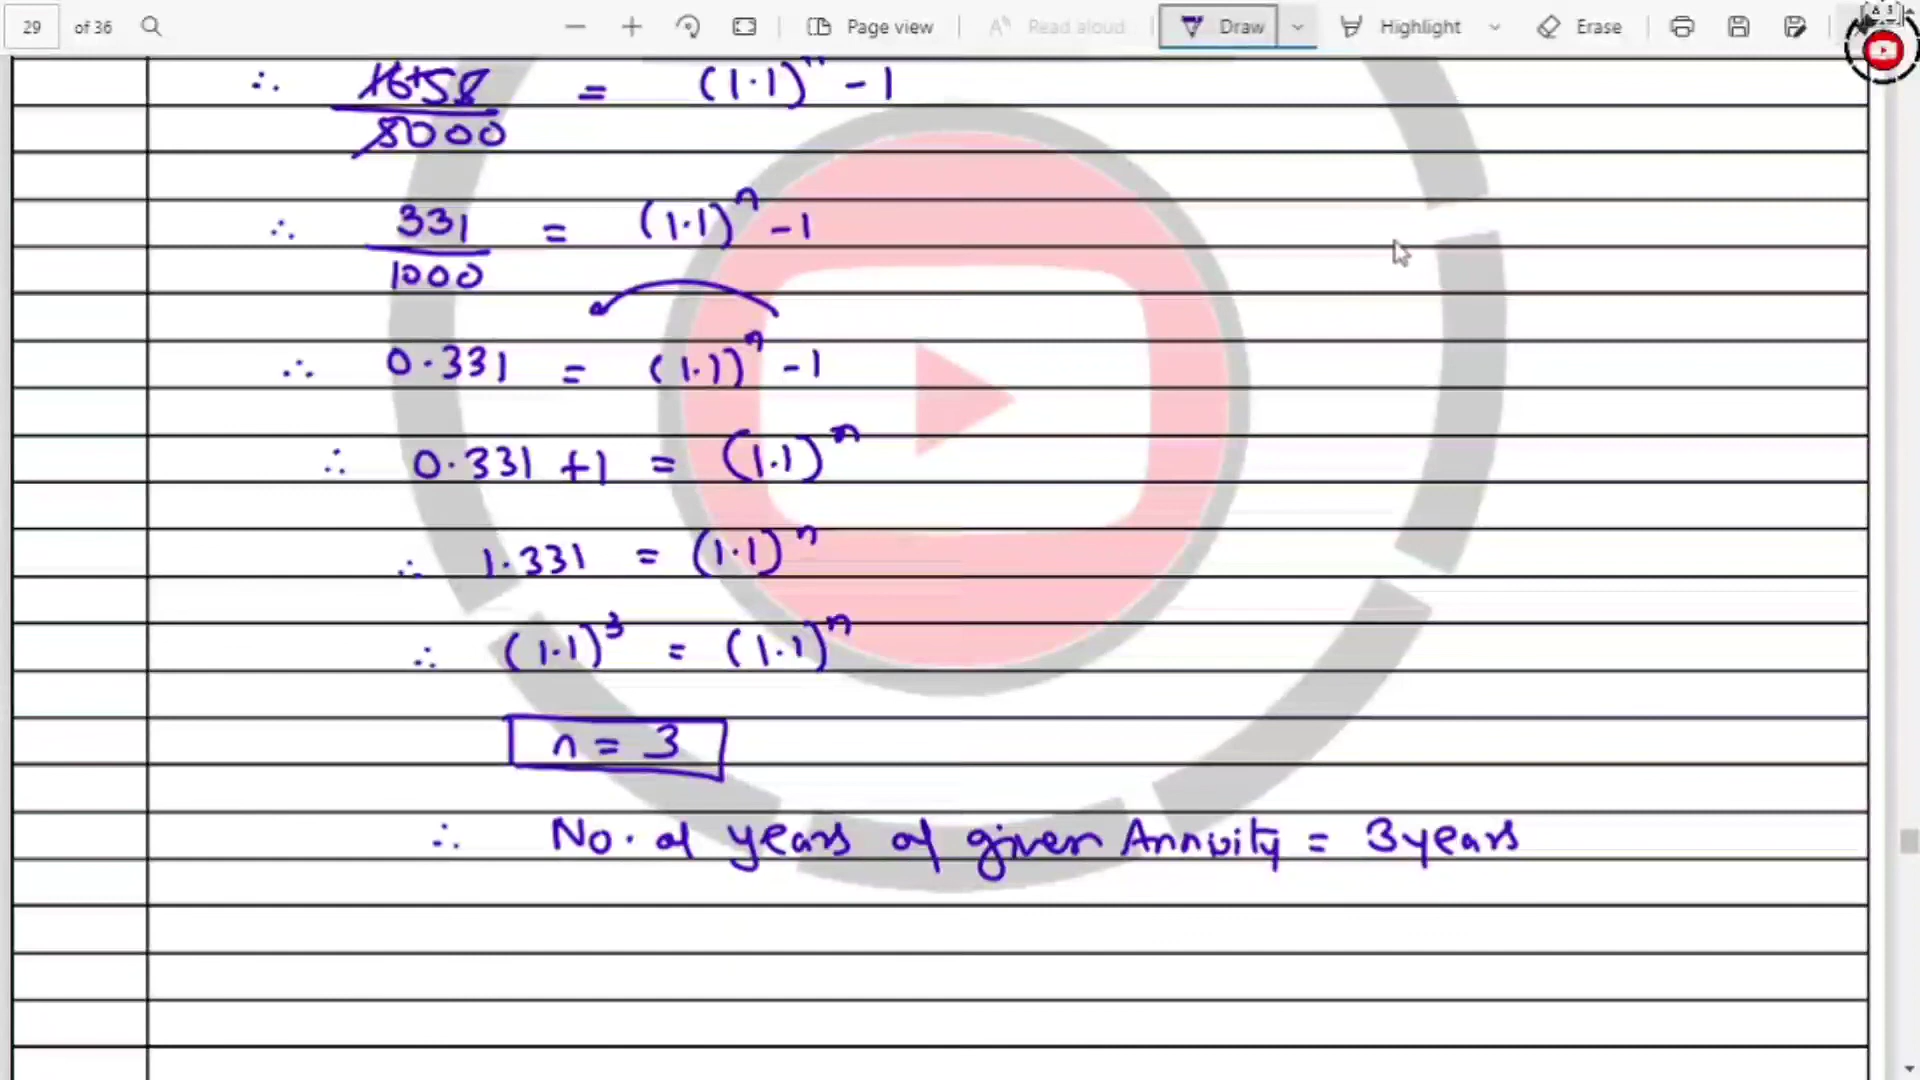 29 of 36 Page view Read aloud Draw Highlight Erase
∴ = (1.1)ⁿ - 1
5000
∴ 331/1000 = (1.1)ⁿ - 1
∴ 0.331 = (1.1)ⁿ - 1
∴ 0.331 + 1 = (1.1)ⁿ
∴ 1.331 = (1.1)ⁿ
∴ (1.1)³ = (1.1)ⁿ
n = 3
∴ No. of years of given Annuity = 3 years